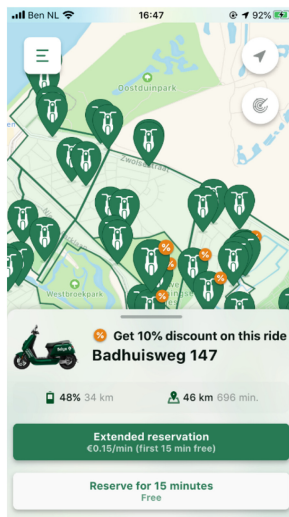 Ben NL 16:47 92%
Oostduinpark
Zwolsestraat
Westbroekpark
%
%
%
%
% Get 10% discount on this ride
Badhuisweg 147
48% 34 km 46 km 696 min.
Extended reservation
€0.15/min (first 15 min free)
Reserve for 15 minutes
Free